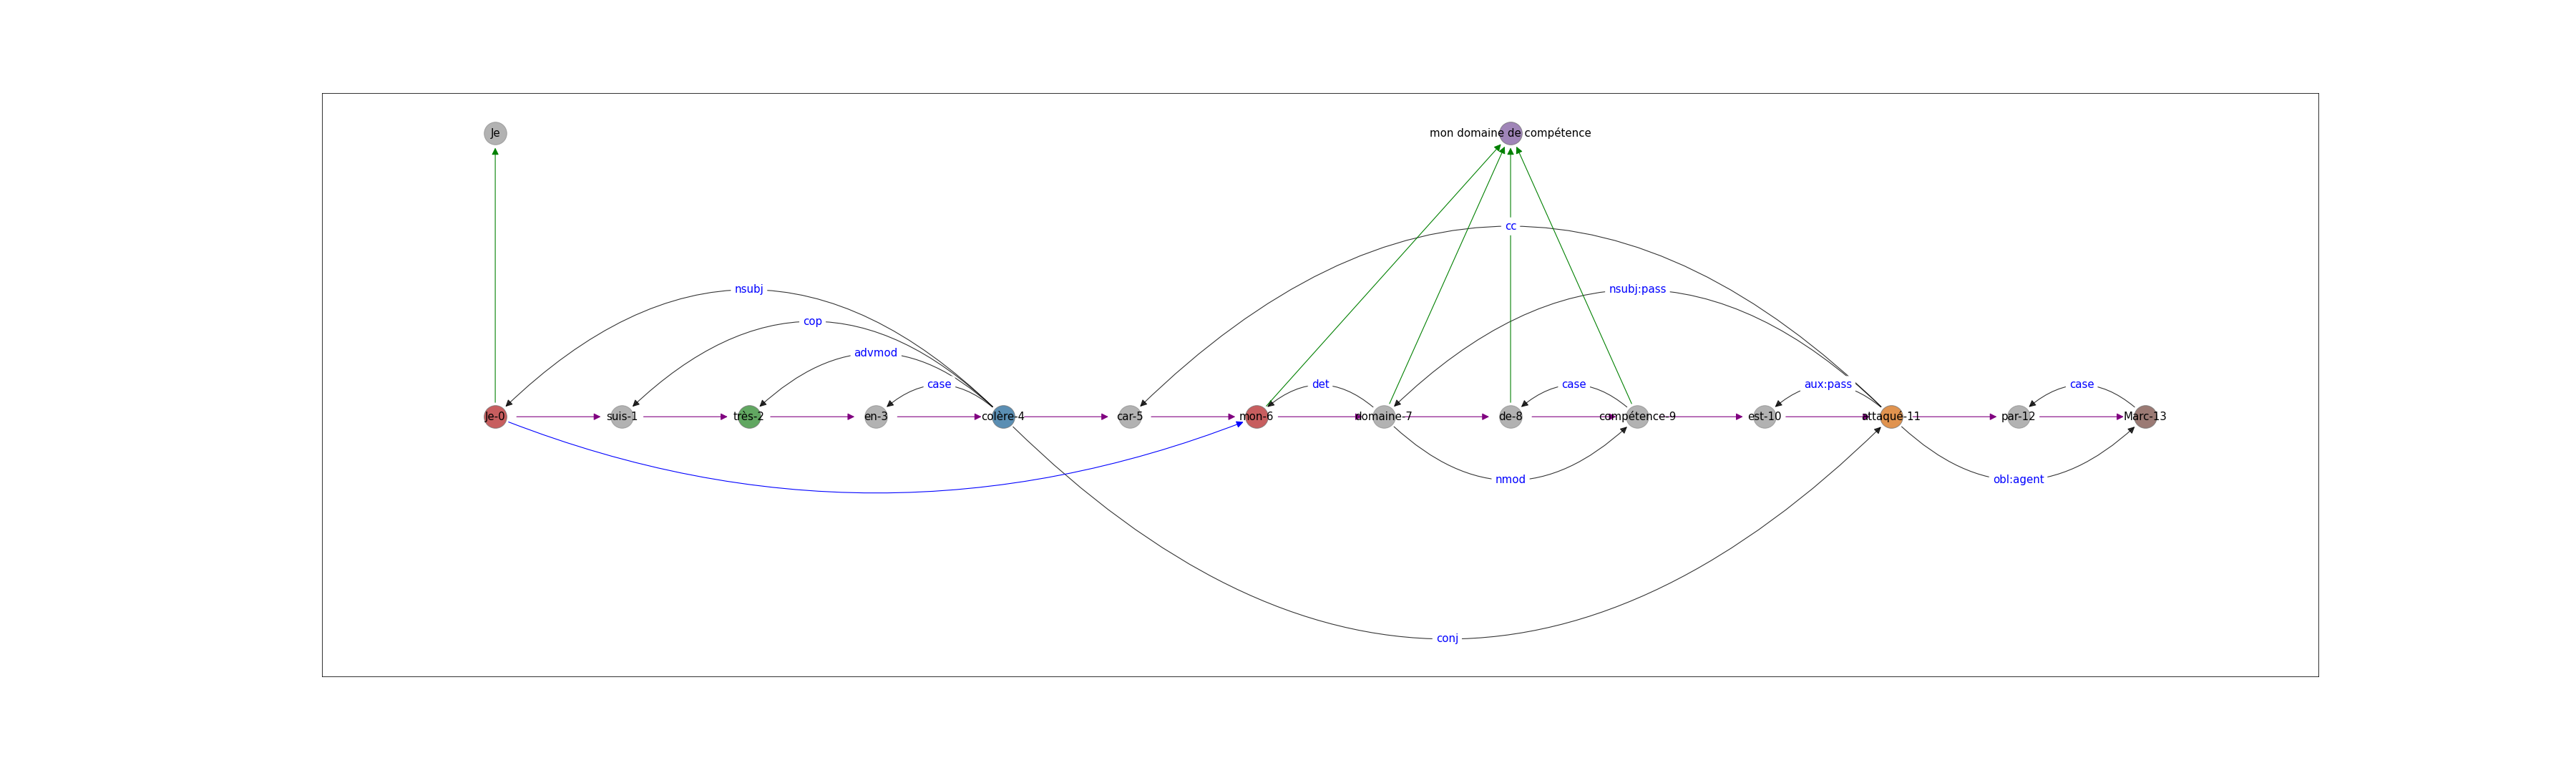 Je mon domaine de compétence
cc
nsubj nsubj:pass
cop
advmod
case det case aux:pass case
Je-0 suis-1 très-2 en-3 colère-4 car-5 mon-6 domaine-7 de-8 compétence-9 est-10 attaqué-11 par-12 Marc-13
nmod obl:agent
conj